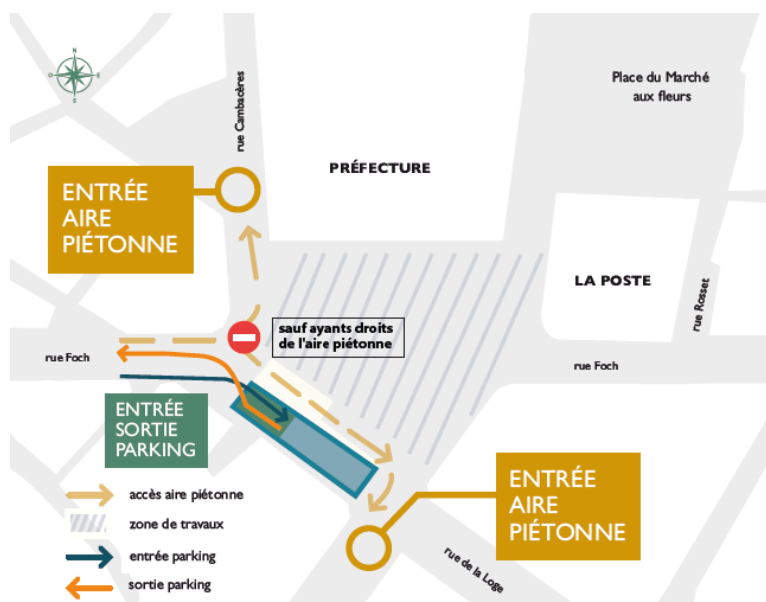 N
O
E
S
rue Cambacères
Place du Marché
aux fleurs
PRÉFECTURE
ENTRÉE
AIRE
PIÉTONNE
LA POSTE
rue Rosset
sauf ayants droits
de l'aire piétonne
rue Foch
rue Foch
ENTRÉE
SORTIE
PARKING
ENTRÉE
AIRE
PIÉTONNE
rue de la Loge
accès aire piétonne
zone de travaux
entrée parking
sortie parking